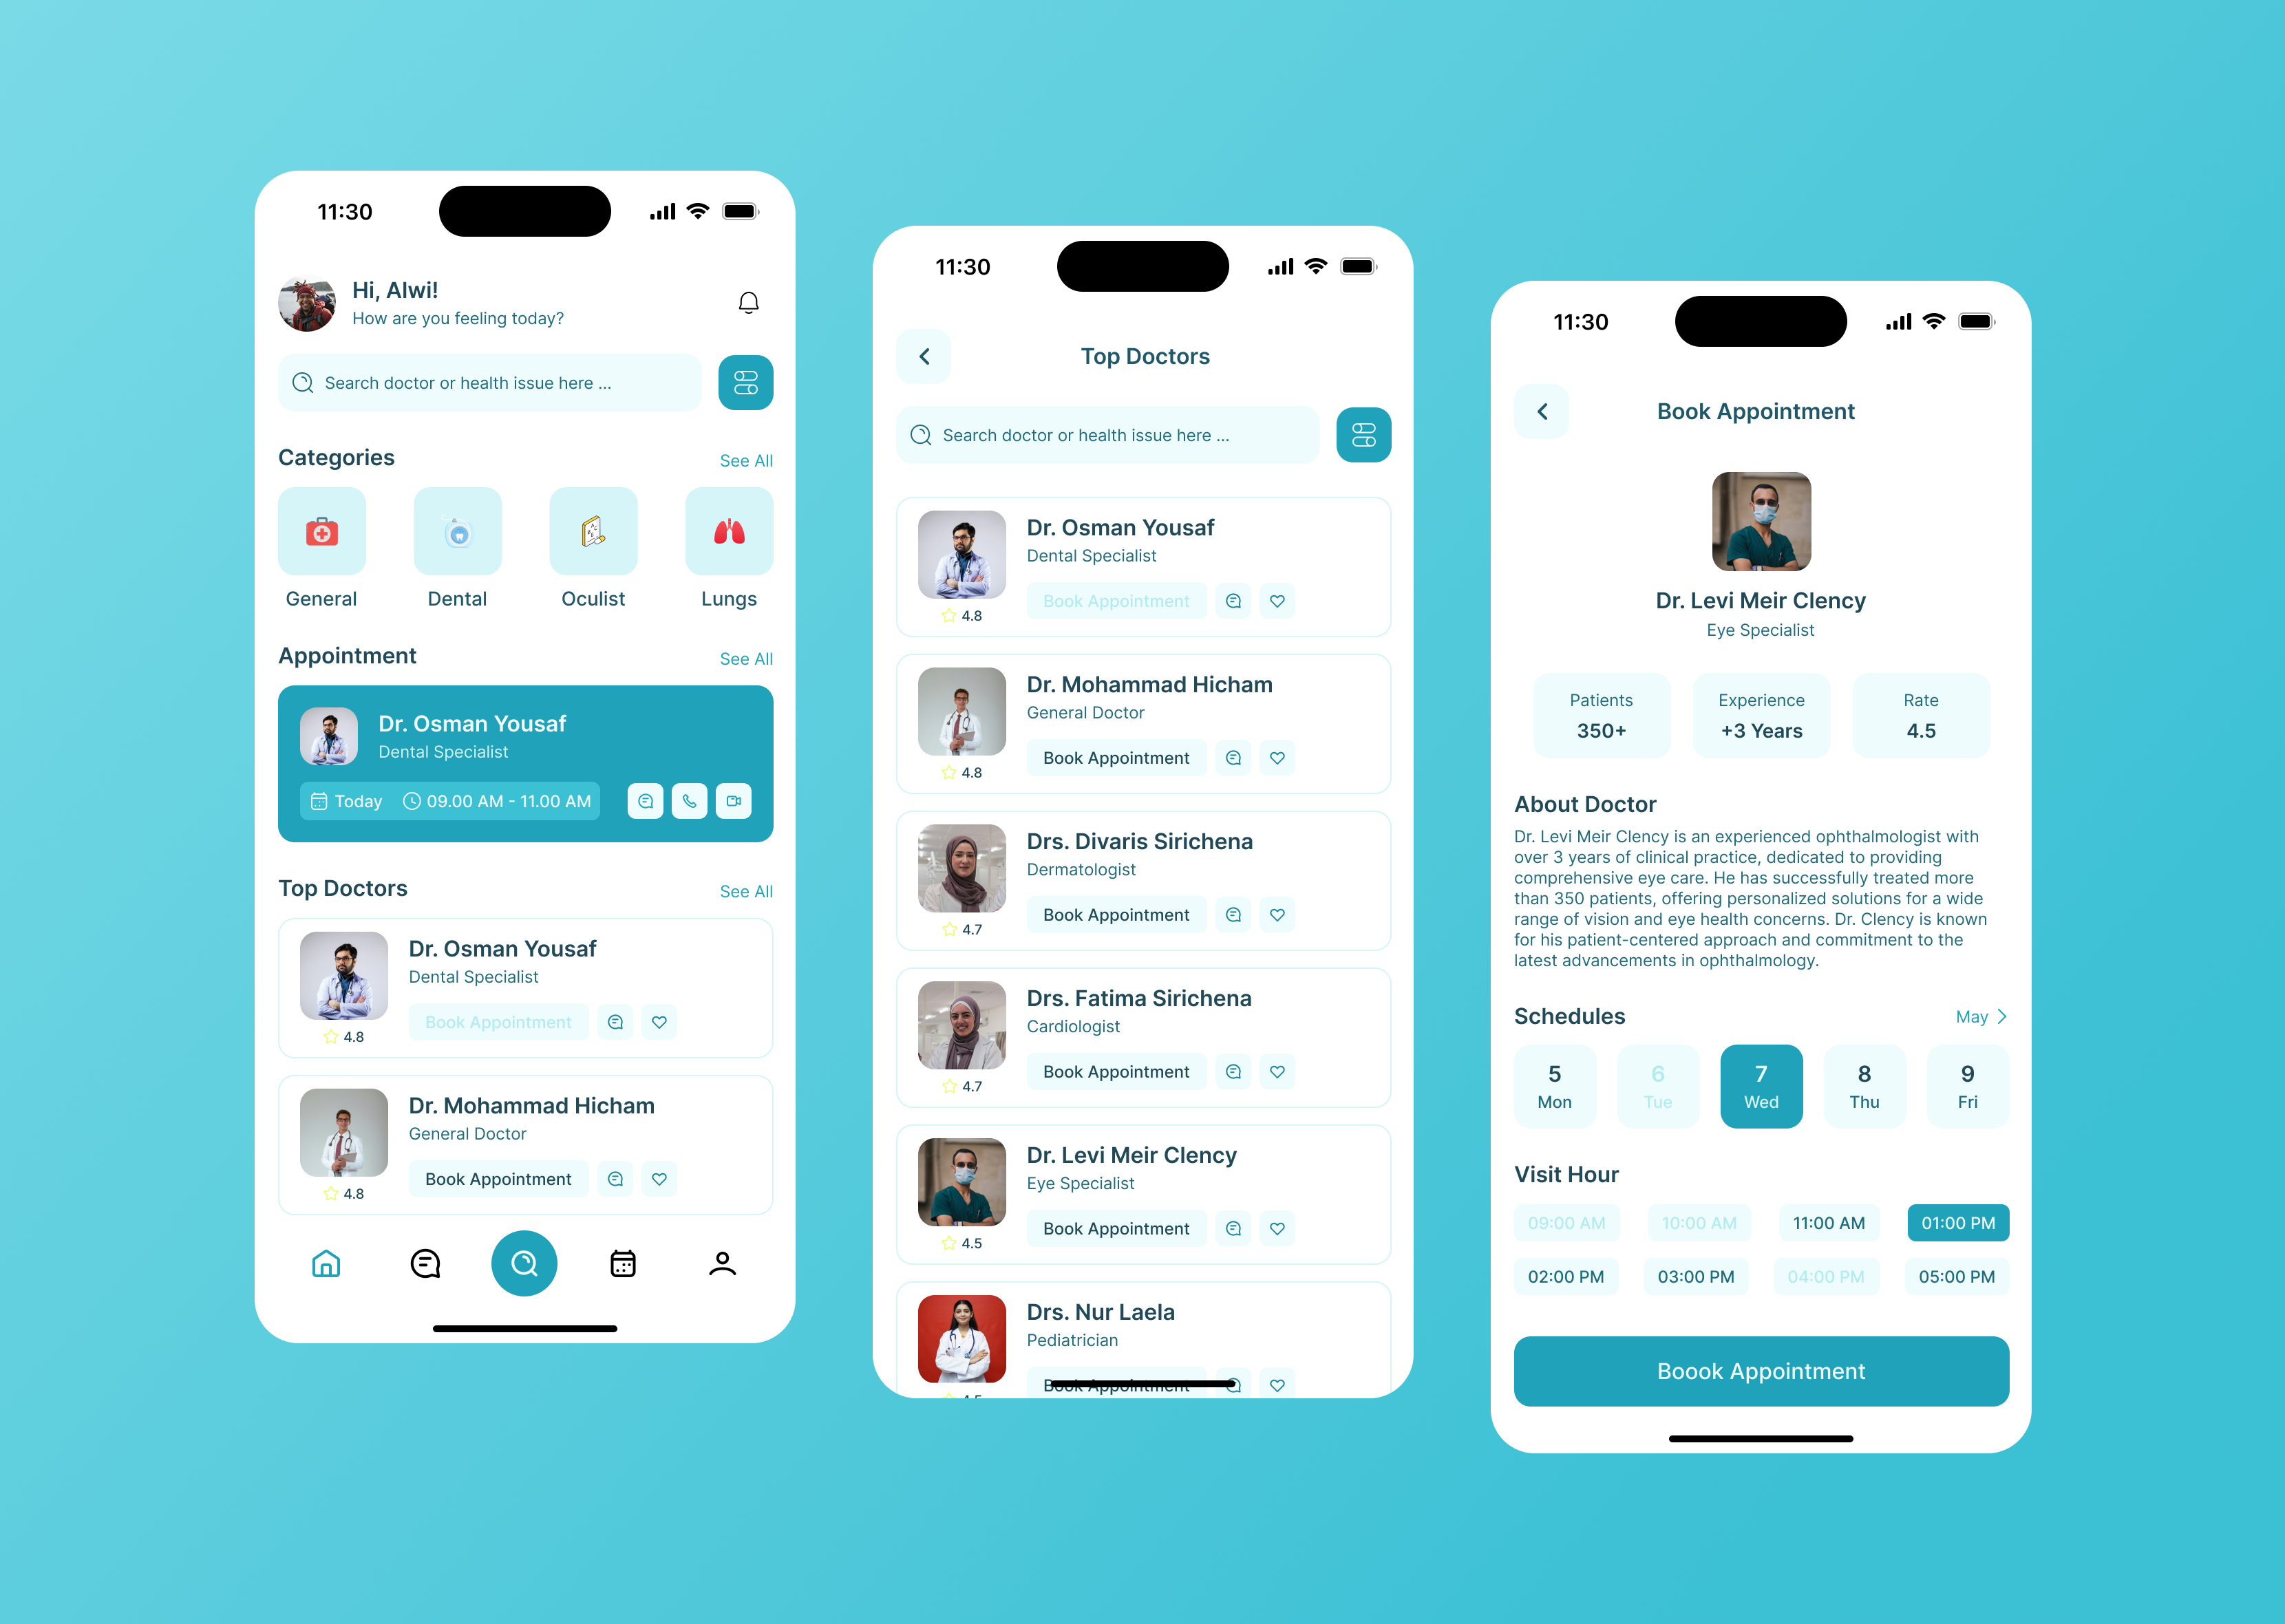 11:30
Hi, Alwi!
How are you feeling today?
Search doctor or health issue here ...
Categories
See All
General
Dental
Oculist
Lungs
Appointment
See All
Dr. Osman Yousaf
Dental Specialist
Today
09.00 AM - 11.00 AM
Top Doctors
See All
Dr. Osman Yousaf
Dental Specialist
Book Appointment
4.8
Dr. Mohammad Hicham
General Doctor
Book Appointment
4.8
11:30
Top Doctors
Search doctor or health issue here ...
Dr. Osman Yousaf
Dental Specialist
Book Appointment
4.8
Dr. Mohammad Hicham
General Doctor
Book Appointment
4.8
Drs. Divaris Sirichena
Dermatologist
Book Appointment
4.7
Drs. Fatima Sirichena
Cardiologist
Book Appointment
4.7
Dr. Levi Meir Clency
Eye Specialist
Book Appointment
4.5
Drs. Nur Laela
Pediatrician
Book Appointment
11:30
Book Appointment
Dr. Levi Meir Clency
Eye Specialist
Patients
350+
Experience
+3 Years
Rate
4.5
About Doctor
Dr. Levi Meir Clency is an experienced ophthalmologist with
over 3 years of clinical practice, dedicated to providing
comprehensive eye care. He has successfully treated more
than 350 patients, offering personalized solutions for a wide
range of vision and eye health concerns. Dr. Clency is known
for his patient-centered approach and commitment to the
latest advancements in ophthalmology.
Schedules
May
5
Mon
6
Tue
7
Wed
8
Thu
9
Fri
Visit Hour
09:00 AM
10:00 AM
11:00 AM
01:00 PM
02:00 PM
03:00 PM
04:00 PM
05:00 PM
Boook Appointment